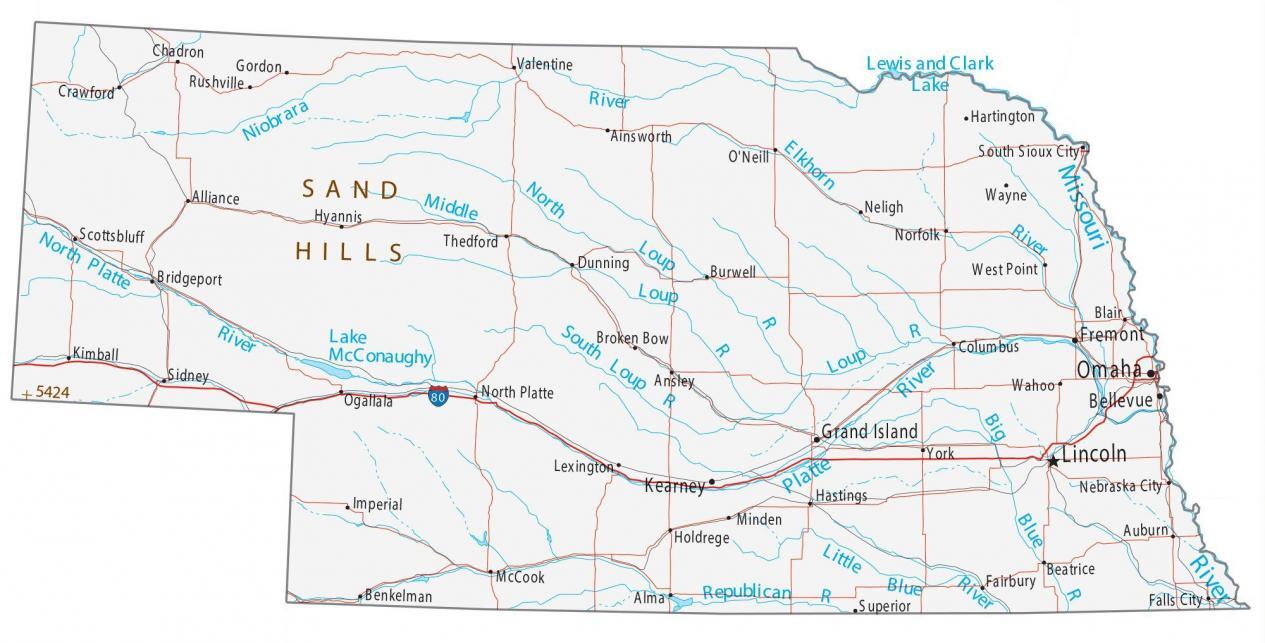 Chadron
Gordon
Rushville
Crawford
Valentine
Lewis and Clark
Lake
Niobrara
River
Hartington
Ainsworth
O'Neill
Elkhorn
South Sioux City
Missouri
Wayne
SAND
HILLS
Alliance
Hyannis
Middle
North
Neligh
Norfolk
River
Scottsbluff
North Platte
Thedford
Dunning
Loup
Burwell
West Point
Bridgeport
Loup
R
Blair
River
Lake
McConaughy
South Loup
R
Broken Bow
R
Loup
R
Columbus
Fremont
Kimball
Sidney
Ansley
River
Omaha
Wahoo
Bellevue
+ 5424
Ogallala
80
North Platte
Grand Island
Big
York
Lincoln
Lexington
Kearney
Platte
Hastings
Nebraska City
Imperial
Minden
Holdrege
Blue
Auburn
Little
Blue
River
McCook
Fairbury
Beatrice
R
River
Benkelman
Alma
Republican
R
Superior
Falls City